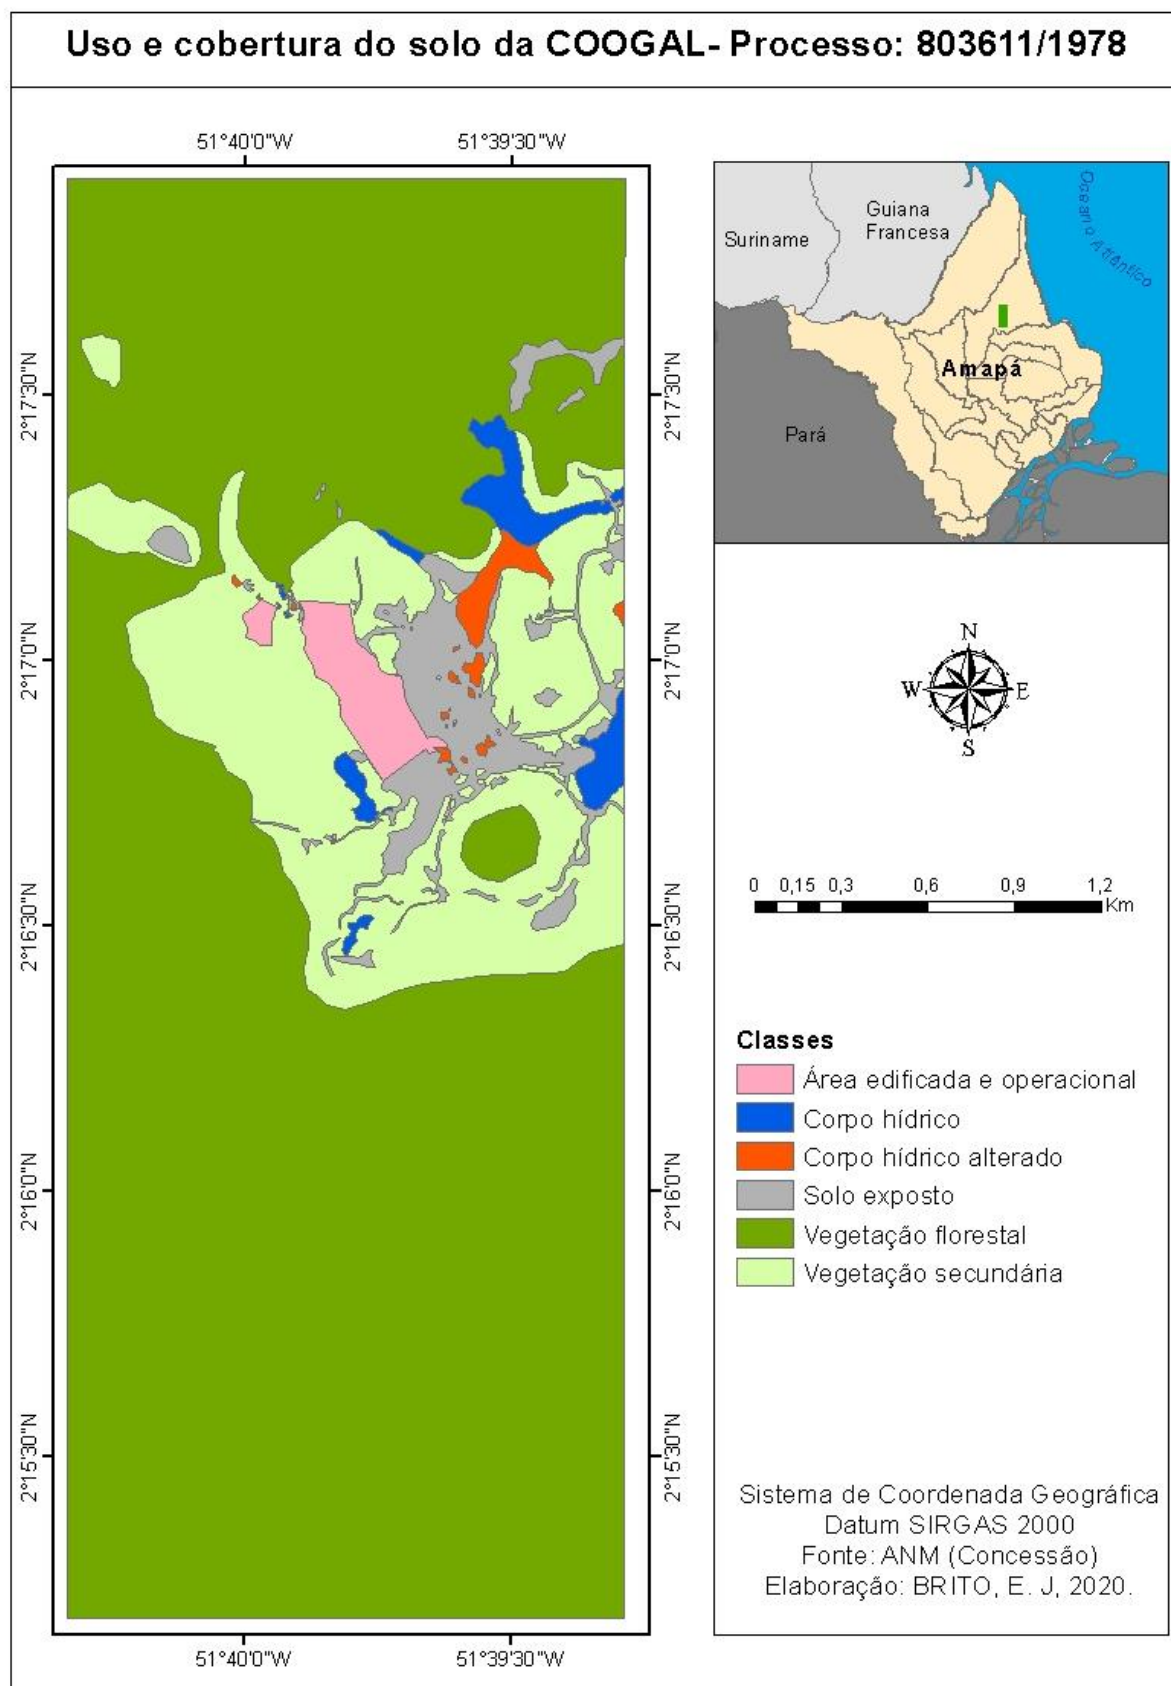 Uso e cobertura do solo da COOGAL- Processo: 803611/1978
51°40'0"W
51°39'30"W
2°17'30"N
2°17'30"N
2°17'0"N
2°17'0"N
2°16'30"N
2°16'30"N
2°16'0"N
2°16'0"N
2°15'30"N
2°15'30"N
51°40'0"W
51°39'30"W
Suriname
Guiana
Francesa
Oceano Atlântico
Amapá
Pará
N
W
E
S
0 0,15 0,3 0,6 0,9 1,2
Km
Classes
Área edificada e operacional
Corpo hídrico
Corpo hídrico alterado
Solo exposto
Vegetação florestal
Vegetação secundária
Sistema de Coordenada Geográfica
Datum SIRGAS 2000
Fonte: ANM (Concessão)
Elaboração: BRITO, E. J, 2020.